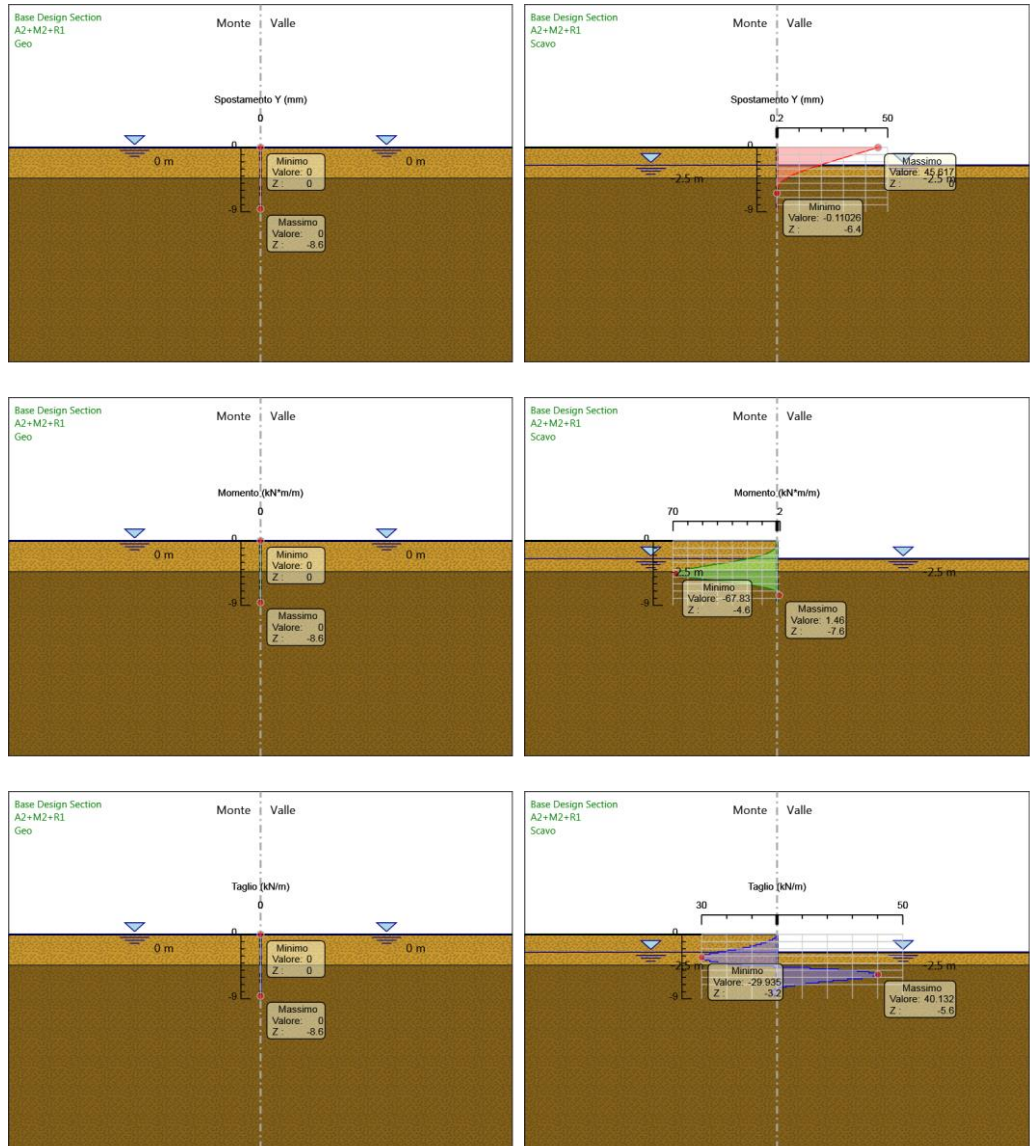 Base Design Section
A2+M2+R1
Geo
Monte Valle
Spostamento Y (mm)
0
0
0 m
0 m
-9
Minimo
Valore: 0
Z : 0
Massimo
Valore: 0
Z : -8.6
Base Design Section
A2+M2+R1
Scavo
Monte Valle
Spostamento Y (mm)
0.2 50
0
-2.5 m
-2.5 m
-9
Massimo
Valore: 45.617
Z : 0
Minimo
Valore: -0.11026
Z : -6.4
Base Design Section
A2+M2+R1
Geo
Monte Valle
Momento (kN*m/m)
0
0
0 m
0 m
-9
Minimo
Valore: 0
Z : 0
Massimo
Valore: 0
Z : -8.6
Base Design Section
A2+M2+R1
Scavo
Monte Valle
Momento (kN*m/m)
70 2
0
-2.5 m
-2.5 m
-9
Minimo
Valore: -67.83
Z : -4.6
Massimo
Valore: 1.46
Z : -7.6
Base Design Section
A2+M2+R1
Geo
Monte Valle
Taglio (kN/m)
0
0
0 m
0 m
-9
Minimo
Valore: 0
Z : 0
Massimo
Valore: 0
Z : -8.6
Base Design Section
A2+M2+R1
Scavo
Monte Valle
Taglio (kN/m)
30 50
0
-2.5 m
-2.5 m
-9
Minimo
Valore: -29.935
Z : -3.2
Massimo
Valore: 40.132
Z : -5.6